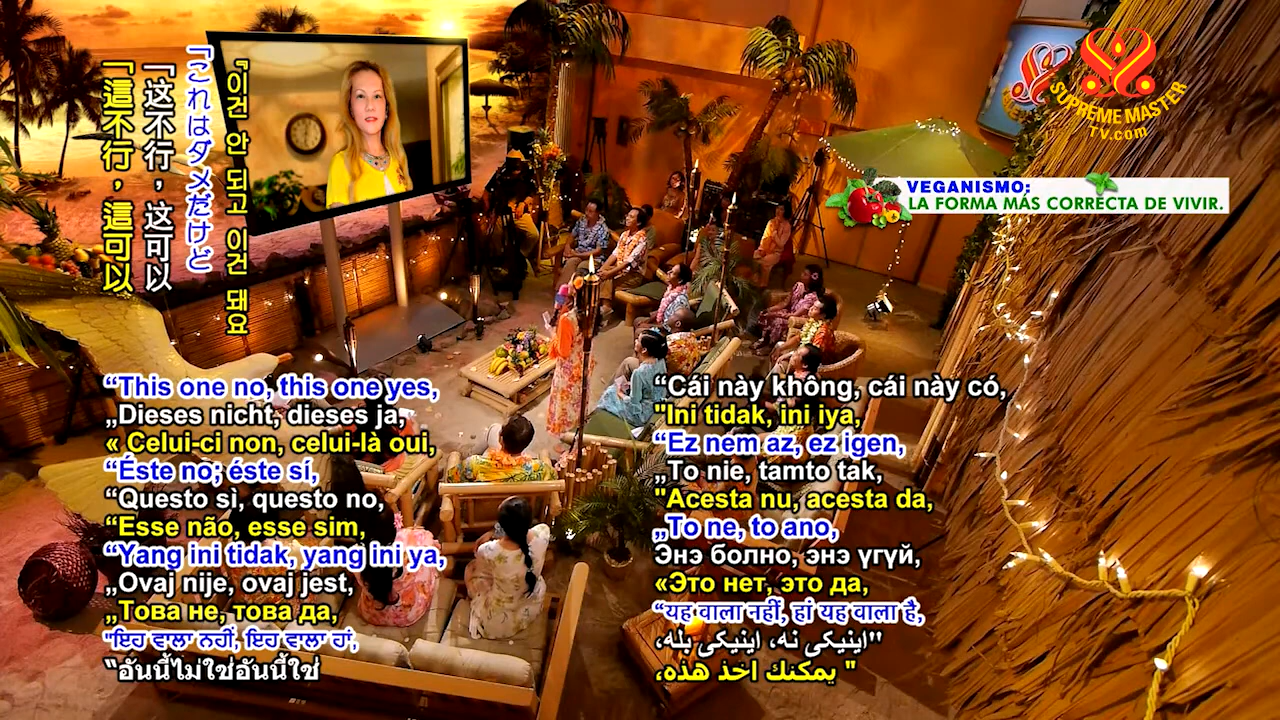 「這不行，這可以
「这不行，这可以
「これはダメだけど
『이건 안 되고 이건 돼요
SUPREME MASTER
TV.com
VEGANISMO:
LA FORMA MÁS CORRECTA DE VIVIR.
“This one no, this one yes,
„Dieses nicht, dieses ja,
« Celui-ci non, celui-là oui,
“Éste no; éste sí,
“Questo sì, questo no,
“Esse não, esse sim,
“Yang ini tidak, yang ini ya,
„Ovaj nije, ovaj jest,
„Това не, това да,
"ਇਹ ਵਾਲਾ ਨਹੀਂ, ਇਹ ਵਾਲਾ ਹਾਂ,
“อันนี้ไม่ใช่อันนี้ใช่
“Cái này không, cái này có,
"Ini tidak, ini iya,
“Ez nem az, ez igen,
„To nie, tamto tak,
"Acesta nu, acesta da,
„To ne, to ano,
Энэ болно, энэ үгүй,
«Это нет, это да,
“यह वाला नहीं, हां यह वाला है,
"اینیکی نه، اینیکی بله،
" يمكنك اخذ هذه،